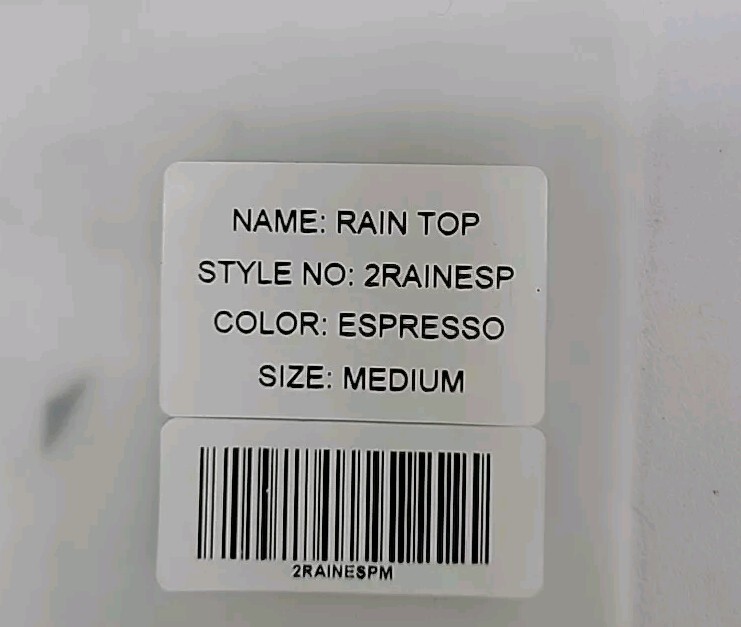 NAME: RAIN TOP
STYLE NO: 2RAINESP
COLOR: ESPRESSO
SIZE: MEDIUM
2RAINESPM